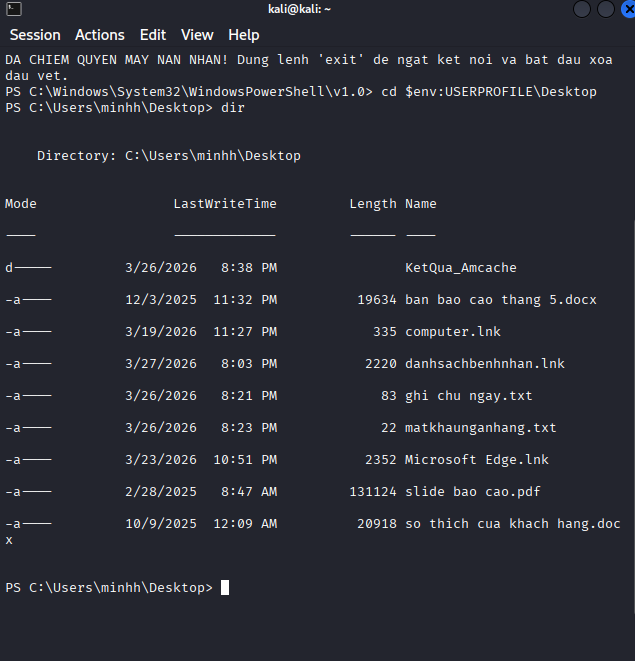 kali@kali: ~
Session Actions Edit View Help
DA CHIEM QUYEN MAY NAN NHAN! Dung lenh 'exit' de ngat ket noi va bat dau xoa
dau vet.
PS C:\Windows\System32\WindowsPowerShell\v1.0> cd $env:USERPROFILE\Desktop
PS C:\Users\minhh\Desktop> dir
Directory: C:\Users\minhh\Desktop
Mode LastWriteTime Length Name
---- ------------- ------ ----
d----- 3/26/2026 8:38 PM KetQua_Amcache
-a---- 12/3/2025 11:32 PM 19634 ban bao cao thang 5.docx
-a---- 3/19/2026 11:27 PM 335 computer.lnk
-a---- 3/27/2026 8:03 PM 2220 danhsachbenhnhan.lnk
-a---- 3/26/2026 8:21 PM 83 ghi chu ngay.txt
-a---- 3/26/2026 8:23 PM 22 matkhaunganhang.txt
-a---- 3/23/2026 10:51 PM 2352 Microsoft Edge.lnk
-a---- 2/28/2025 8:47 AM 131124 slide bao cao.pdf
-a---- 10/9/2025 12:09 AM 20918 so thich cua khach hang.doc
x
PS C:\Users\minhh\Desktop>